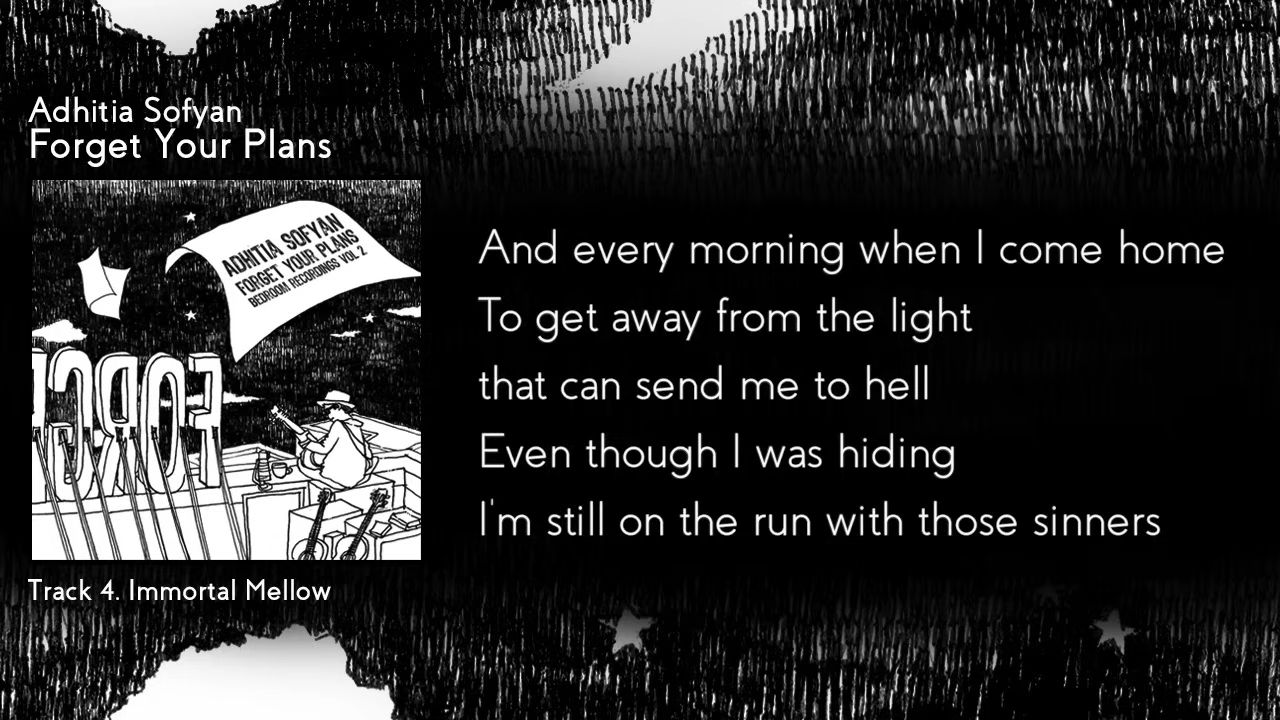 Adhitia Sofyan
Forget Your Plans
ADHITIA SOFYAN
FORGET YOUR PLANS
BEDROOM RECORDINGS VOL. 2
FORGE
Track 4. Immortal Mellow
And every morning when I come home
To get away from the light
that can send me to hell
Even though I was hiding
I'm still on the run with those sinners